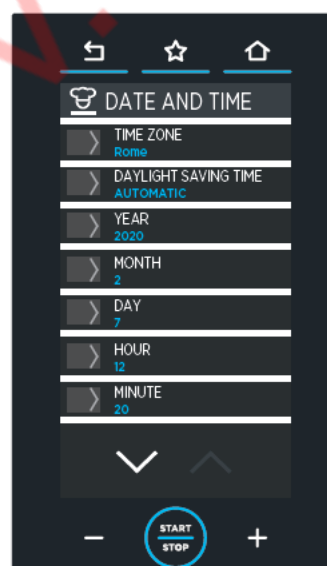 DATE AND TIME
TIME ZONE
Rome
DAYLIGHT SAVING TIME
AUTOMATIC
YEAR
2020
MONTH
2
DAY
7
HOUR
12
MINUTE
20
START
STOP